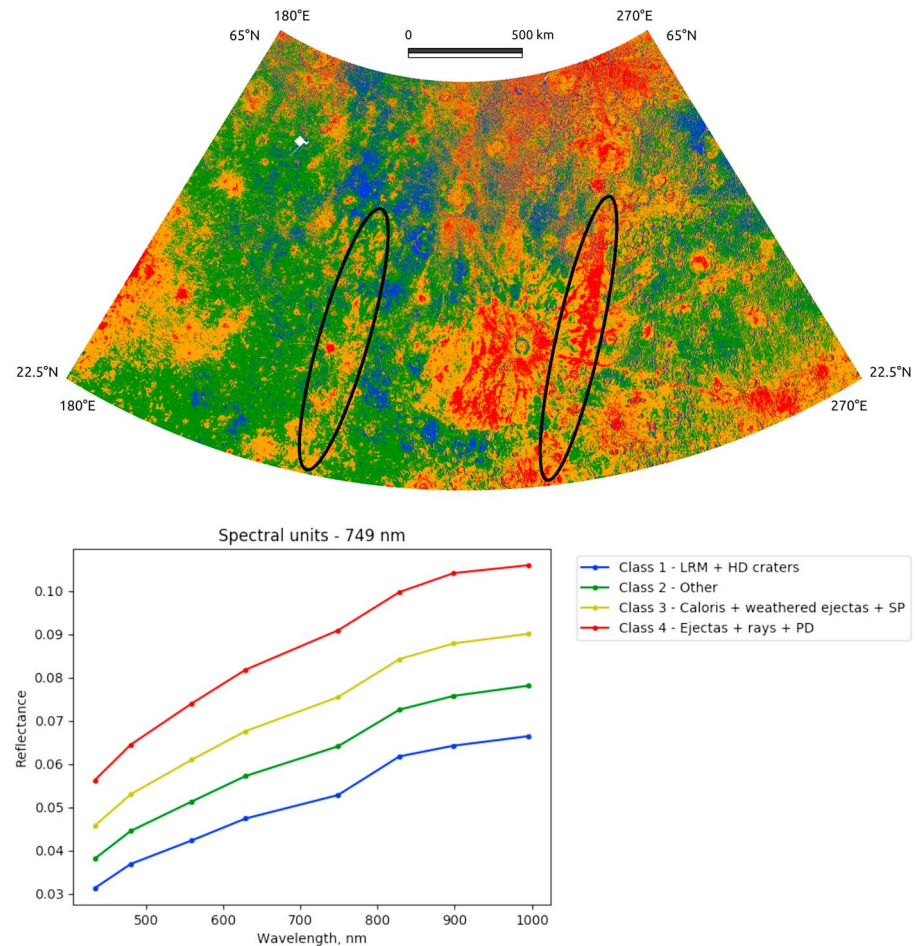 180°E
270°E
65°N
0
500 km
65°N
22.5°N
22.5°N
180°E
270°E
Spectral units - 749 nm
Class 1 - LRM + HD craters
Class 2 - Other
Class 3 - Caloris + weathered ejectas + SP
Class 4 - Ejectas + rays + PD
0.10
0.09
0.08
0.07
0.06
0.05
0.04
0.03
Reflectance
500
600
700
800
900
1000
Wavelength, nm